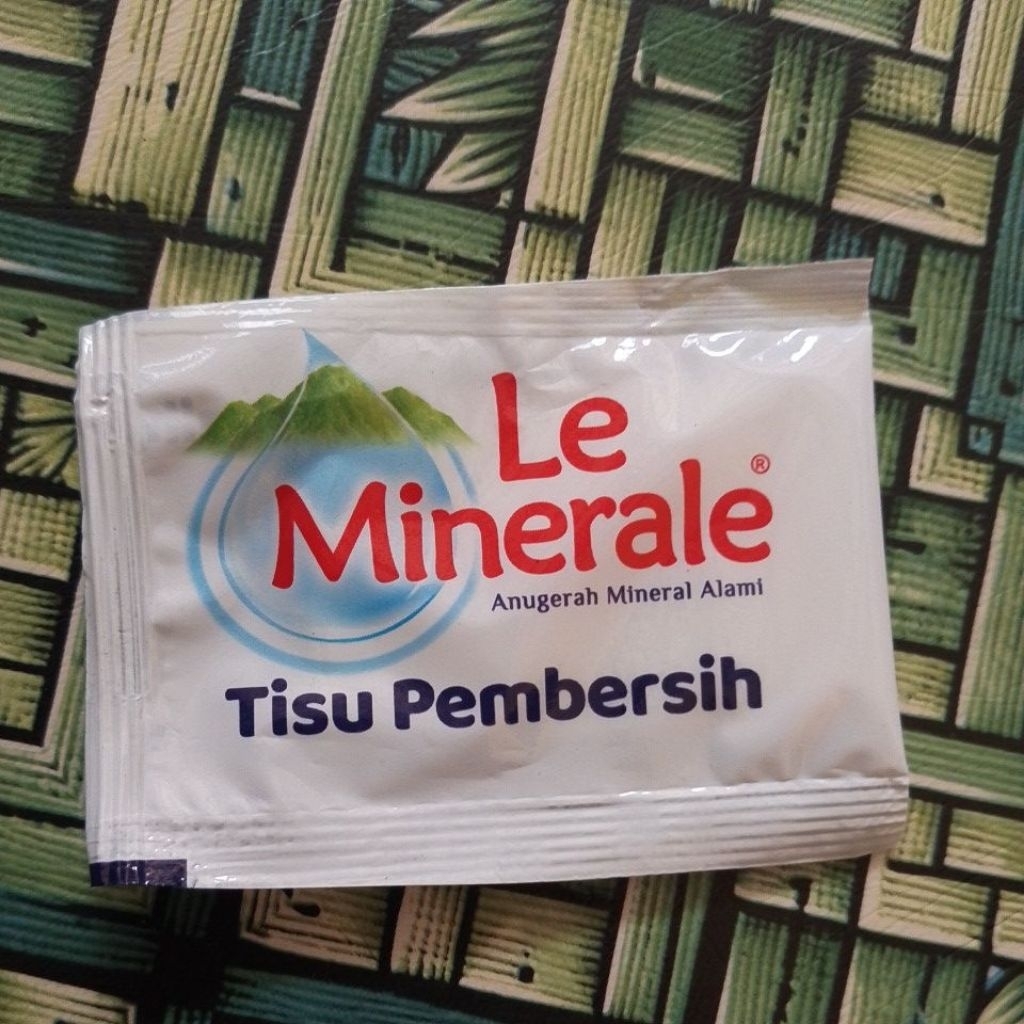 Le
Minerale®
Anugerah Mineral Alami
Tisu Pembersih